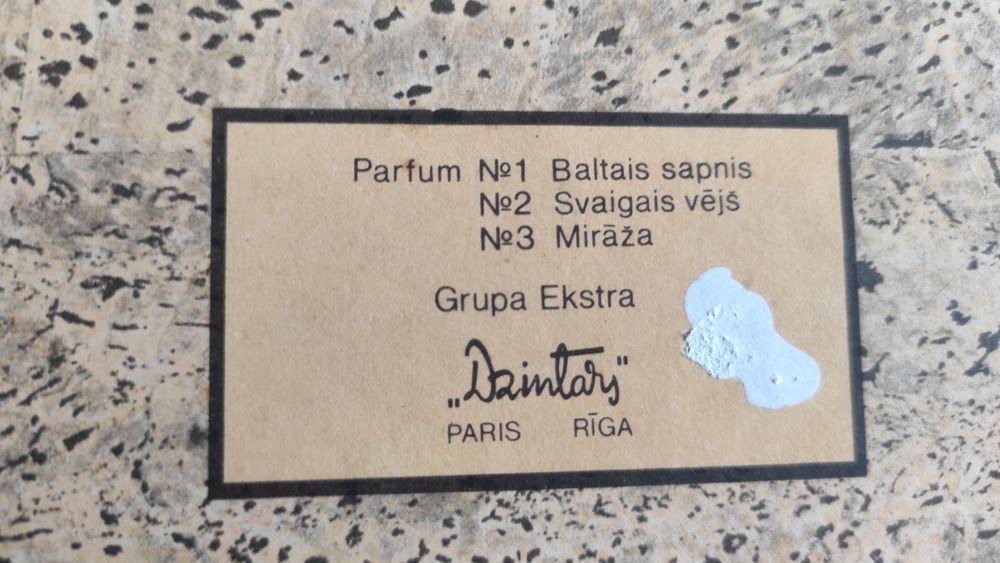 Parfum №1 Baltais sapnis
№2 Svaigais vējš
№3 Mirāža
Grupa Ekstra
„Dzintars"
PARIS RĪGA